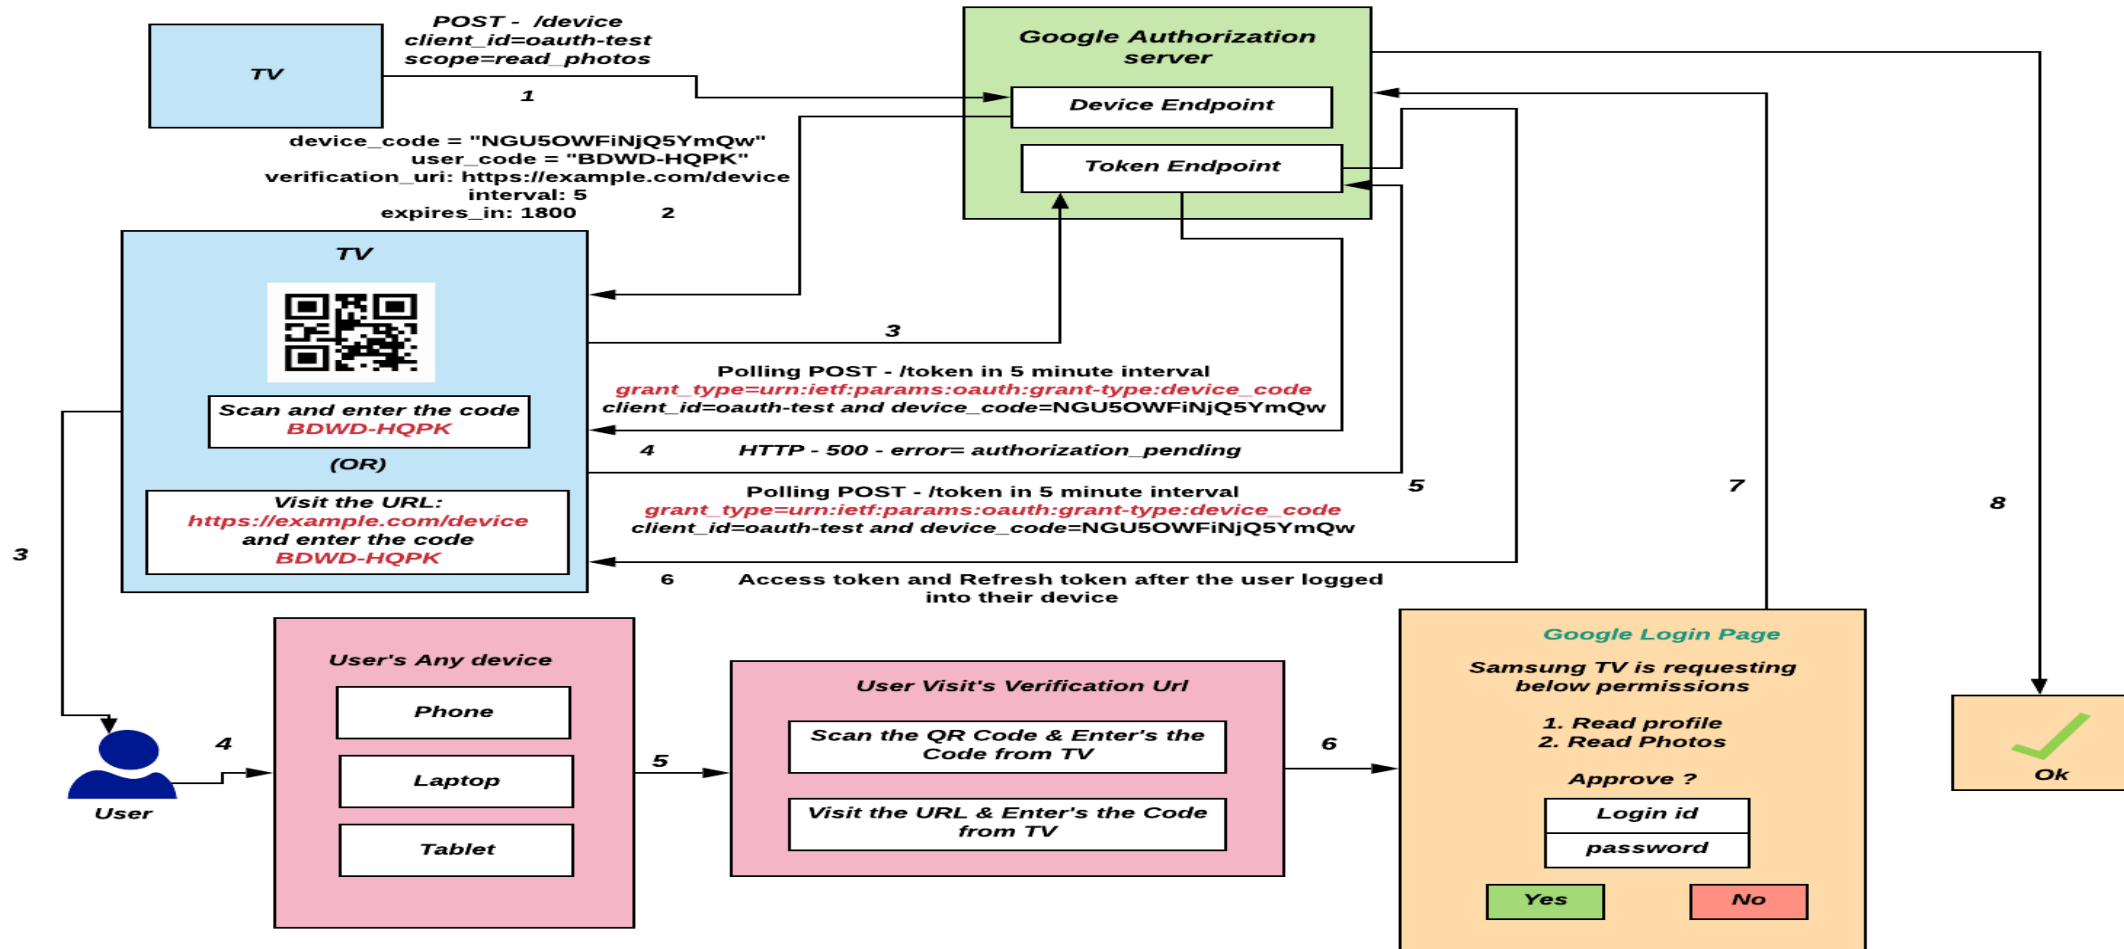 POST - /device
client_id=oauth-test
scope=read_photos
TV
1
Google Authorization
server
Device Endpoint
Token Endpoint
device_code = "NGU5OWFiNjQ5YmQw"
user_code = "BDWD-HQPK"
verification_uri: https://example.com/device
interval: 5
expires_in: 1800
2
TV
Scan and enter the code
BDWD-HQPK
(OR)
Visit the URL:
https://example.com/device
and enter the code
BDWD-HQPK
3
3
Polling POST - /token in 5 minute interval
grant_type=urn:ietf:params:oauth:grant-type:device_code
client_id=oauth-test and device_code=NGU5OWFiNjQ5YmQw
4
HTTP - 500 - error= authorization_pending
Polling POST - /token in 5 minute interval
grant_type=urn:ietf:params:oauth:grant-type:device_code
client_id=oauth-test and device_code=NGU5OWFiNjQ5YmQw
5
7
8
6
Access token and Refresh token after the user logged
into their device
User
4
User's Any device
Phone
Laptop
Tablet
5
User Visit's Verification Url
Scan the QR Code & Enter's the
Code from TV
Visit the URL & Enter's the Code
from TV
6
Google Login Page
Samsung TV is requesting
below permissions
1. Read profile
2. Read Photos
Approve ?
Login id
password
Yes
No
Ok